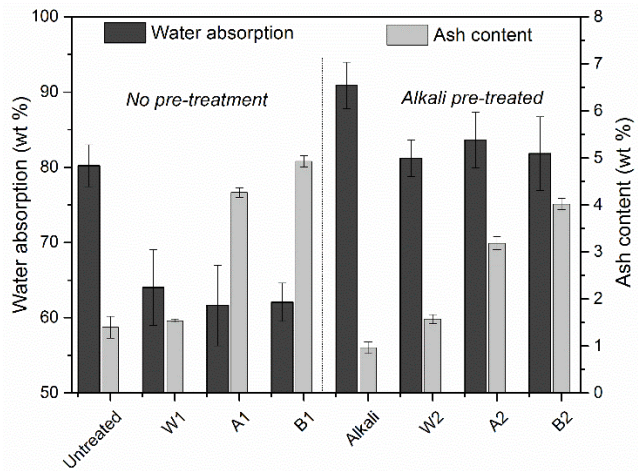 Water absorption
Ash content
No pre-treatment
Alkali pre-treated
Water absorption (wt %)
100
90
80
70
60
50
Ash content (wt %)
8
7
6
5
4
3
2
1
0
Untreated
W1
A1
B1
Alkali
W2
A2
B2